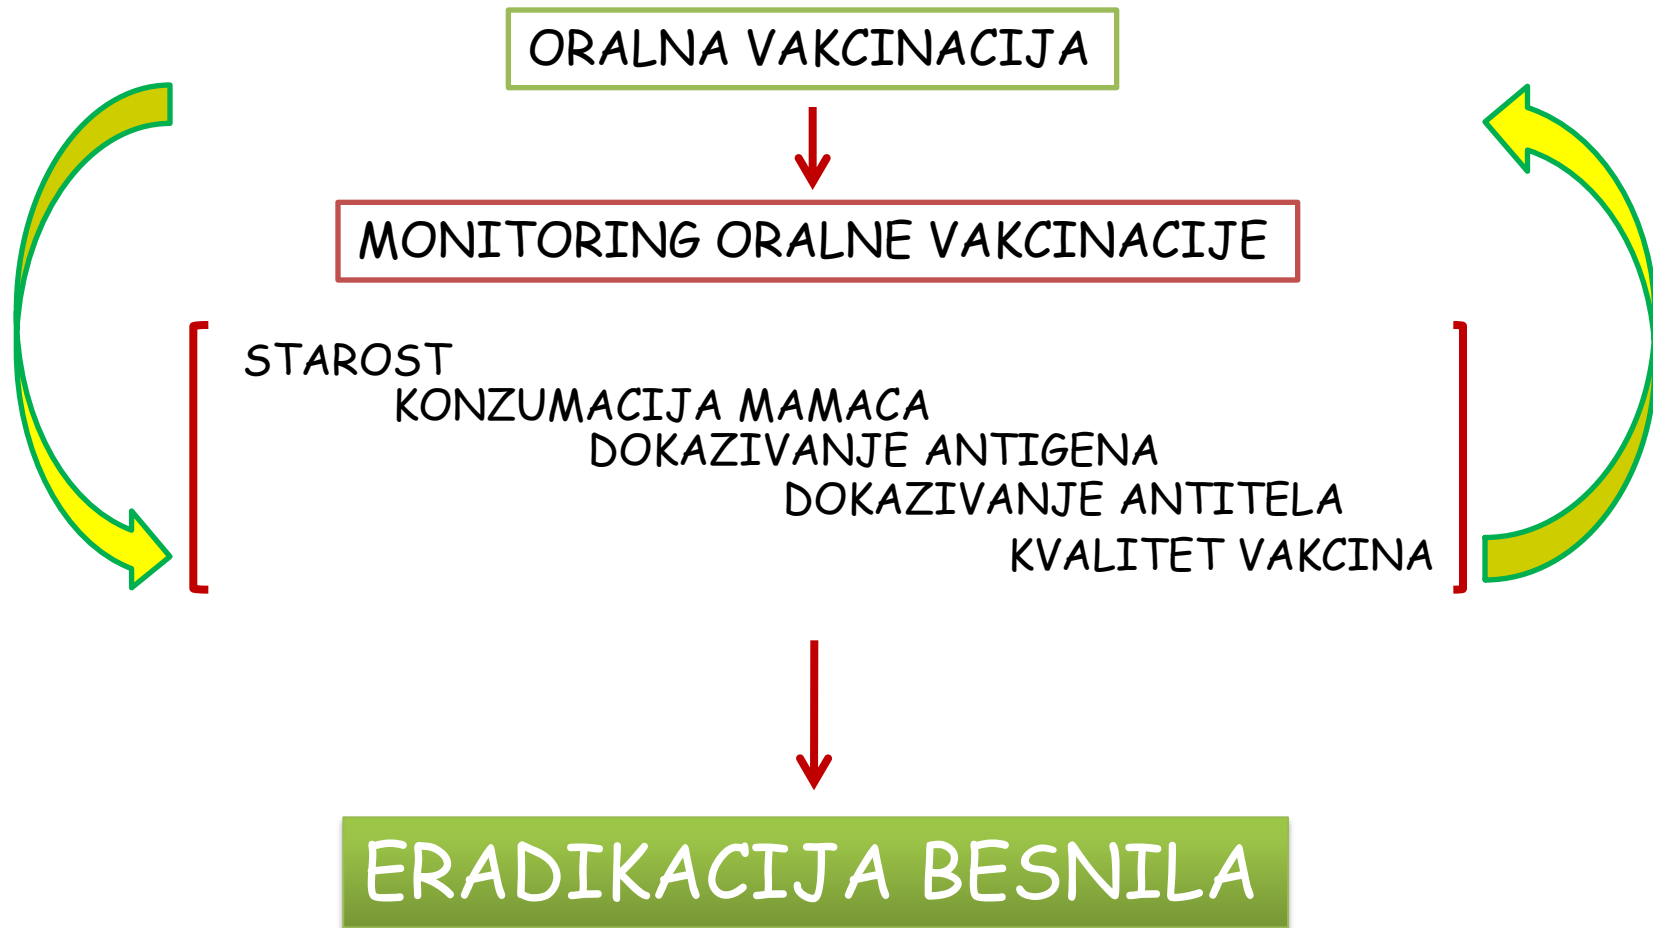 ORALNA VAKCINACIJA
MONITORING ORALNE VAKCINACIJE
STAROST
KONZUMACIJA MAMACA
DOKAZIVANJE ANTIGENA
DOKAZIVANJE ANTITELA
KVALITET VAKCINA
ERADIKACIJA BESNILA